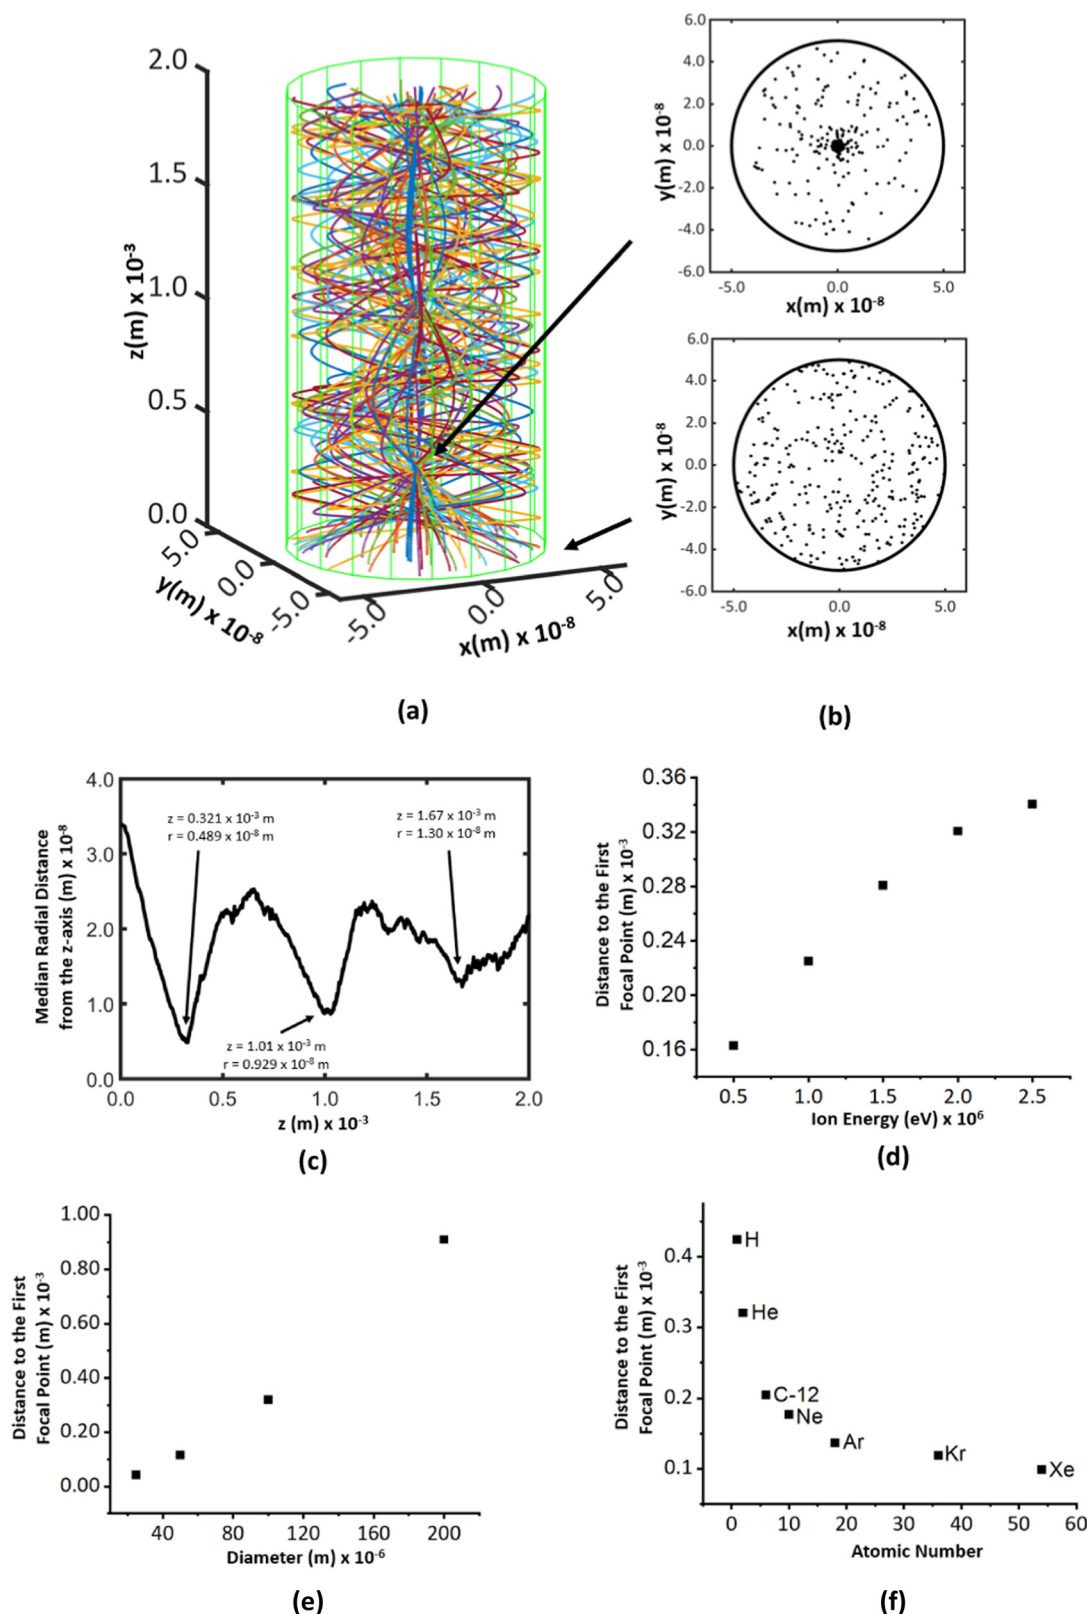 2.0
1.5
1.0
0.5
0.0
z(m) x 10⁻³
5.0
0.0
-5.0
y(m) x 10⁻⁸
-5.0
0.0
5.0
x(m) x 10⁻⁸
(a)
6.0
4.0
2.0
0.0
-2.0
-4.0
-6.0
y(m) x 10⁻⁸
-5.0 0.0 5.0
x(m) x 10⁻⁸
6.0
4.0
2.0
0.0
-2.0
-4.0
-6.0
y(m) x 10⁻⁸
-5.0 0.0 5.0
x(m) x 10⁻⁸
(b)
4.0
3.0
2.0
1.0
0.0
Median Radial Distance
from the z-axis (m) x 10⁻⁸
z = 0.321 x 10⁻³ m
r = 0.489 x 10⁻⁸ m
z = 1.67 x 10⁻³ m
r = 1.30 x 10⁻⁸ m
z = 1.01 x 10⁻³ m
r = 0.929 x 10⁻⁸ m
0.0 0.5 1.0 1.5 2.0
z (m) x 10⁻³
(c)
0.36
0.32
0.28
0.24
0.20
0.16
Distance to the First
Focal Point (m) x 10⁻³
0.5 1.0 1.5 2.0 2.5
Ion Energy (eV) x 10⁶
(d)
1.00
0.80
0.60
0.40
0.20
0.00
Distance to the First
Focal Point (m) x 10⁻³
40 80 120 160 200
Diameter (m) x 10⁻⁶
(e)
0.4
0.3
0.2
0.1
Distance to the First
Focal Point (m) x 10⁻³
H
He
C-12
Ne
Ar
Kr
Xe
0 10 20 30 40 50 60
Atomic Number
(f)